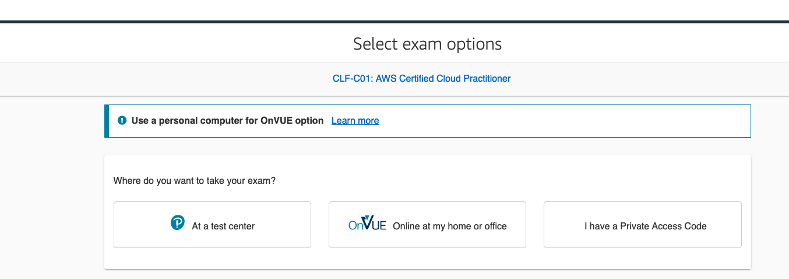 Select exam options
CLF-C01: AWS Certified Cloud Practitioner
Use a personal computer for OnVUE option Learn more
Where do you want to take your exam?
At a test center
OnVUE Online at my home or office
I have a Private Access Code